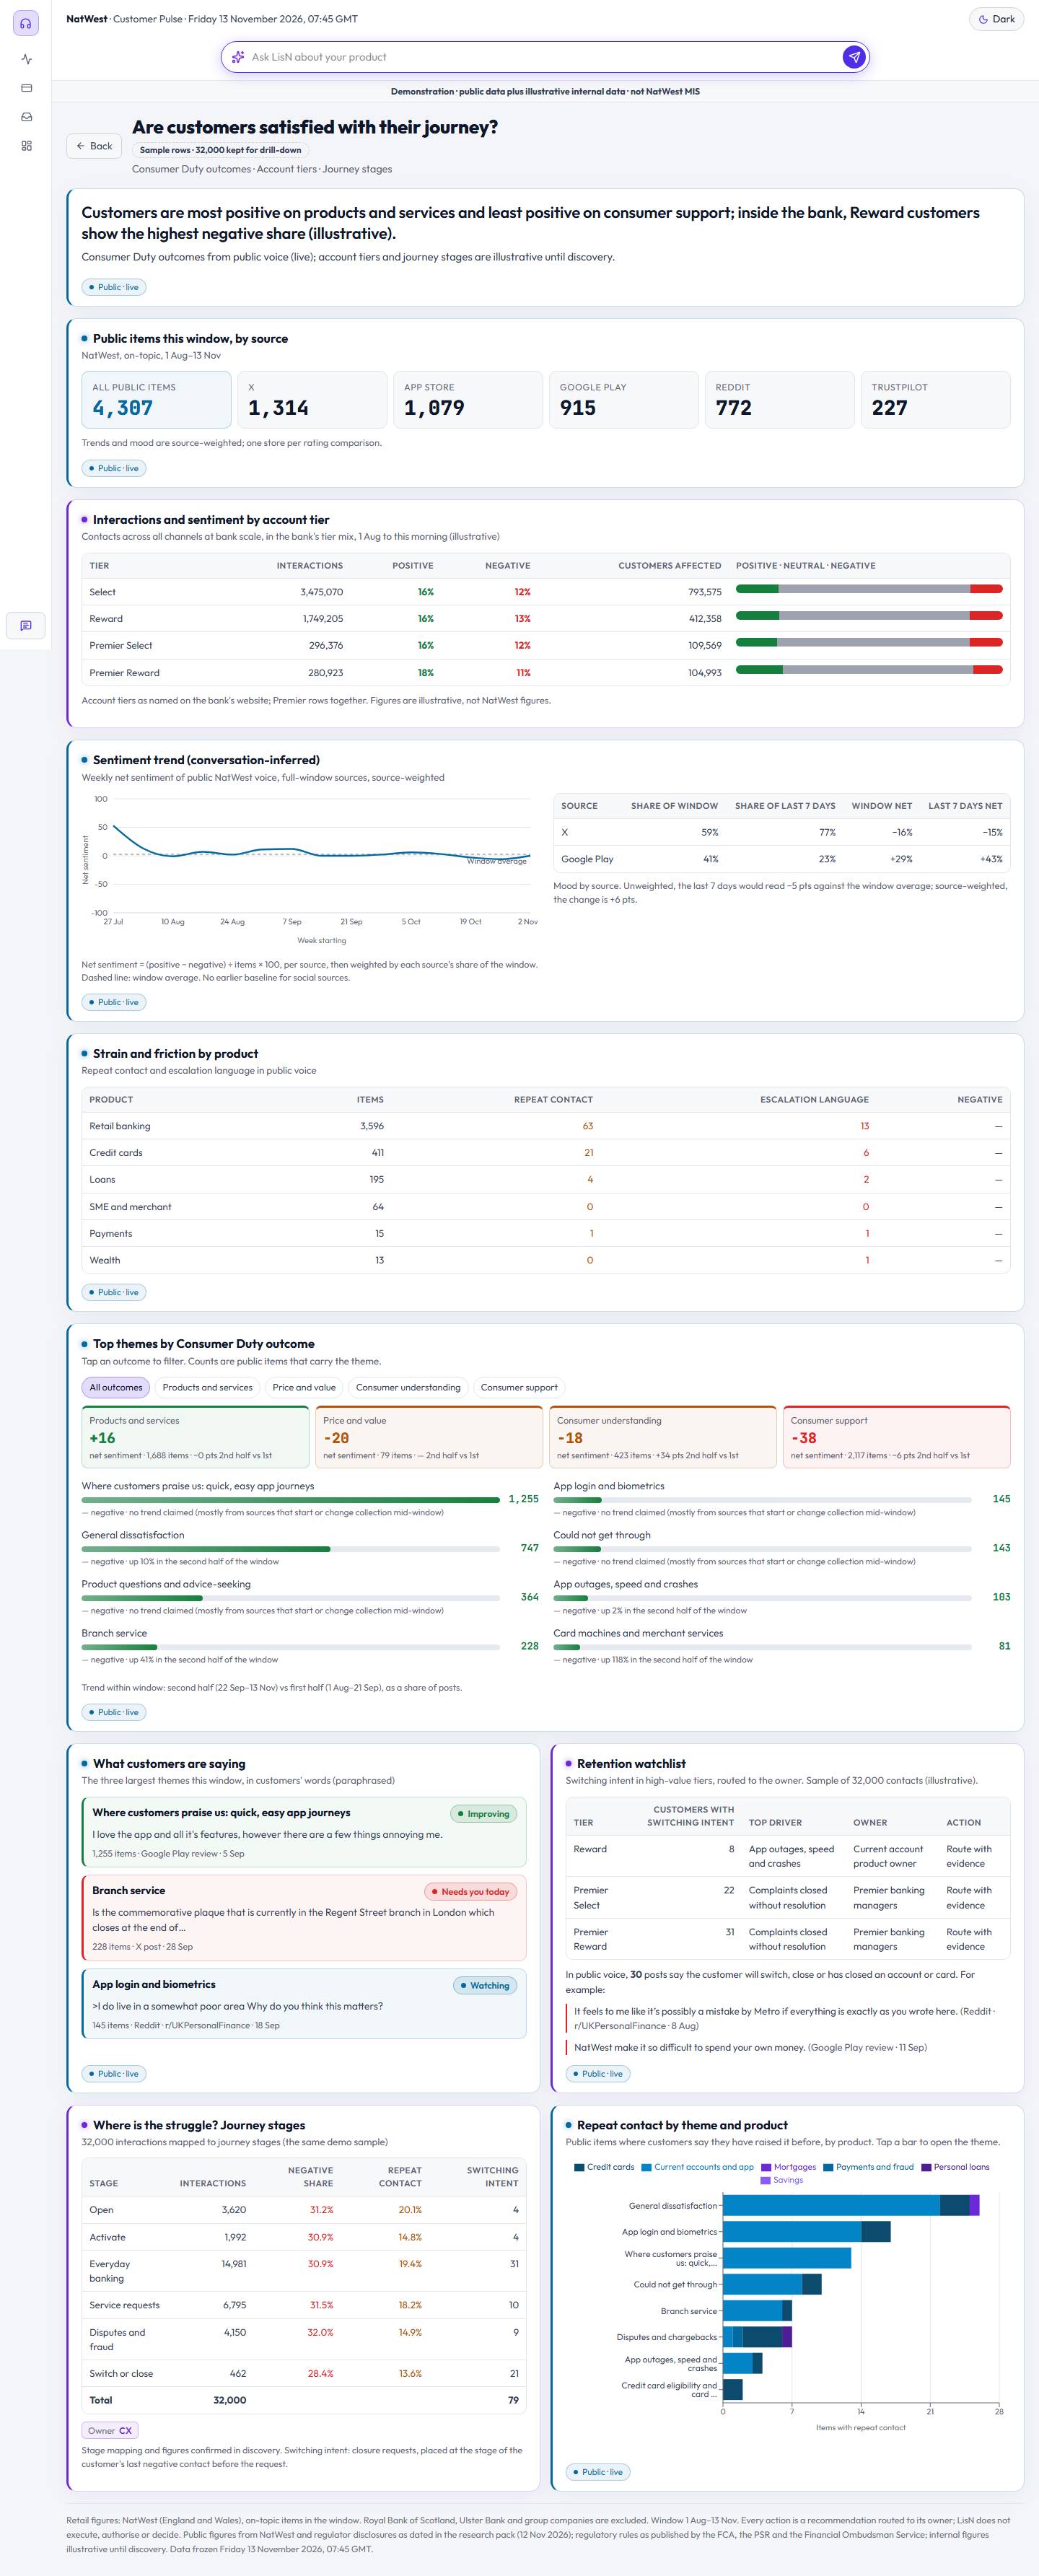 NatWest · Customer Pulse · Friday 13 November 2026, 07:45 GMT
Dark
Ask LisN about your product
Demonstration · public data plus illustrative internal data · not NatWest MIS
Back
Are customers satisfied with their journey?
Sample rows · 32,000 kept for drill-down
Consumer Duty outcomes · Account tiers · Journey stages
Customers are most positive on products and services and least positive on consumer support; inside the bank, Reward customers
show the highest negative share (illustrative).
Consumer Duty outcomes from public voice (live); account tiers and journey stages are illustrative until discovery.
Public · live
Public items this window, by source
NatWest, on-topic, 1 Aug–13 Nov
ALL PUBLIC ITEMS X APP STORE GOOGLE PLAY REDDIT TRUSTPILOT
4,307 1,314 1,079 915 772 227
Trends and mood are source-weighted; one store per rating comparison.
Public · live
Interactions and sentiment by account tier
Contacts across all channels at bank scale, in the bank's tier mix, 1 Aug to this morning (illustrative)
TIER INTERACTIONS POSITIVE NEGATIVE CUSTOMERS AFFECTED POSITIVE · NEUTRAL · NEGATIVE
Select 3,475,070 16% 12% 793,575
Reward 1,749,205 16% 13% 412,358
Premier Select 296,376 16% 12% 109,569
Premier Reward 280,923 18% 11% 104,993
Account tiers as named on the bank's website; Premier rows together. Figures are illustrative, not NatWest figures.
Sentiment trend (conversation-inferred)
Weekly net sentiment of public NatWest voice, full-window sources, source-weighted
100
50
0
-50
-100
Net sentiment
Window average
27 Jul 10 Aug 24 Aug 7 Sep 21 Sep 5 Oct 19 Oct 2 Nov
Week starting
Net sentiment = (positive − negative) ÷ items × 100, per source, then weighted by each source's share of the window.
Dashed line: window average. No earlier baseline for social sources.
Public · live
SOURCE SHARE OF WINDOW SHARE OF LAST 7 DAYS WINDOW NET LAST 7 DAYS NET
X 59% 77% −16% −15%
Google Play 41% 23% +29% +43%
Mood by source. Unweighted, the last 7 days would read −5 pts against the window average; source-weighted,
the change is +6 pts.
Strain and friction by product
Repeat contact and escalation language in public voice
PRODUCT ITEMS REPEAT CONTACT ESCALATION LANGUAGE NEGATIVE
Retail banking 3,596 63 13 —
Credit cards 411 21 6 —
Loans 195 4 2 —
SME and merchant 64 0 0 —
Payments 15 1 1 —
Wealth 13 0 1 —
Public · live
Top themes by Consumer Duty outcome
Tap an outcome to filter. Counts are public items that carry the theme.
All outcomes Products and services Price and value Consumer understanding Consumer support
Products and services
+16
net sentiment · 1,688 items · −0 pts 2nd half vs 1st
Price and value
-20
net sentiment · 79 items · — 2nd half vs 1st
Consumer understanding
-18
net sentiment · 423 items · +34 pts 2nd half vs 1st
Consumer support
-38
net sentiment · 2,117 items · −6 pts 2nd half vs 1st
Where customers praise us: quick, easy app journeys
1,255
— negative · no trend claimed (mostly from sources that start or change collection mid-window)
App login and biometrics
145
— negative · no trend claimed (mostly from sources that start or change collection mid-window)
General dissatisfaction
747
— negative · up 10% in the second half of the window
Could not get through
143
— negative · no trend claimed (mostly from sources that start or change collection mid-window)
Product questions and advice-seeking
364
— negative · no trend claimed (mostly from sources that start or change collection mid-window)
App outages, speed and crashes
103
— negative · up 2% in the second half of the window
Branch service
228
— negative · up 41% in the second half of the window
Card machines and merchant services
81
— negative · up 118% in the second half of the window
Trend within window: second half (22 Sep–13 Nov) vs first half (1 Aug–21 Sep), as a share of posts.
Public · live
What customers are saying
The three largest themes this window, in customers' words (paraphrased)
Where customers praise us: quick, easy app journeys
Improving
I love the app and all it's features, however there are a few things annoying me.
1,255 items · Google Play review · 5 Sep
Branch service
Needs you today
Is the commemorative plaque that is currently in the Regent Street branch in London which
closes at the end of...
228 items · X post · 28 Sep
App login and biometrics
Watching
>I do live in a somewhat poor area Why do you think this matters?
145 items · Reddit · r/UKPersonalFinance · 18 Sep
Public · live
Retention watchlist
Switching intent in high-value tiers, routed to the owner. Sample of 32,000 contacts (illustrative).
TIER CUSTOMERS WITH SWITCHING INTENT TOP DRIVER OWNER ACTION
Reward 8 App outages, speed and crashes Current account product owner Route with evidence
Premier Select 22 Complaints closed without resolution Premier banking managers Route with evidence
Premier Reward 31 Complaints closed without resolution Premier banking managers Route with evidence
In public voice, 30 posts say the customer will switch, close or has closed an account or card. For
example:
It feels to me like it's possibly a mistake by Metro if everything is exactly as you wrote here. (Reddit ·
r/UKPersonalFinance · 8 Aug)
NatWest make it so difficult to spend your own money. (Google Play review · 11 Sep)
Public · live
Where is the struggle? Journey stages
32,000 interactions mapped to journey stages (the same demo sample)
STAGE INTERACTIONS NEGATIVE SHARE REPEAT CONTACT SWITCHING INTENT
Open 3,620 31.2% 20.1% 4
Activate 1,992 30.9% 14.8% 4
Everyday banking 14,981 30.9% 19.4% 31
Service requests 6,795 31.5% 18.2% 10
Disputes and fraud 4,150 32.0% 14.9% 9
Switch or close 462 28.4% 13.6% 21
Total 32,000 79
Owner CX
Stage mapping and figures confirmed in discovery. Switching intent: closure requests, placed at the stage of the
customer's last negative contact before the request.
Repeat contact by theme and product
Public items where customers say they have raised it before, by product. Tap a bar to open the theme.
Credit cards Current accounts and app Mortgages Payments and fraud Personal loans
Savings
General dissatisfaction
App login and biometrics
Where customers praise
us: quick,...
Could not get through
Branch service
Disputes and chargebacks
App outages, speed and
crashes
Credit card eligibility and
card ...
0 7 14 21 28
Items with repeat contact
Public · live
Retail figures: NatWest (England and Wales), on-topic items in the window. Royal Bank of Scotland, Ulster Bank and group companies are excluded. Window 1 Aug–13 Nov. Every action is a recommendation routed to its owner; LisN does not
execute, authorise or decide. Public figures from NatWest and regulator disclosures as dated in the research pack (12 Nov 2026); regulatory rules as published by the FCA, the PSR and the Financial Ombudsman Service; internal figures
illustrative until discovery. Data frozen Friday 13 November 2026, 07:45 GMT.